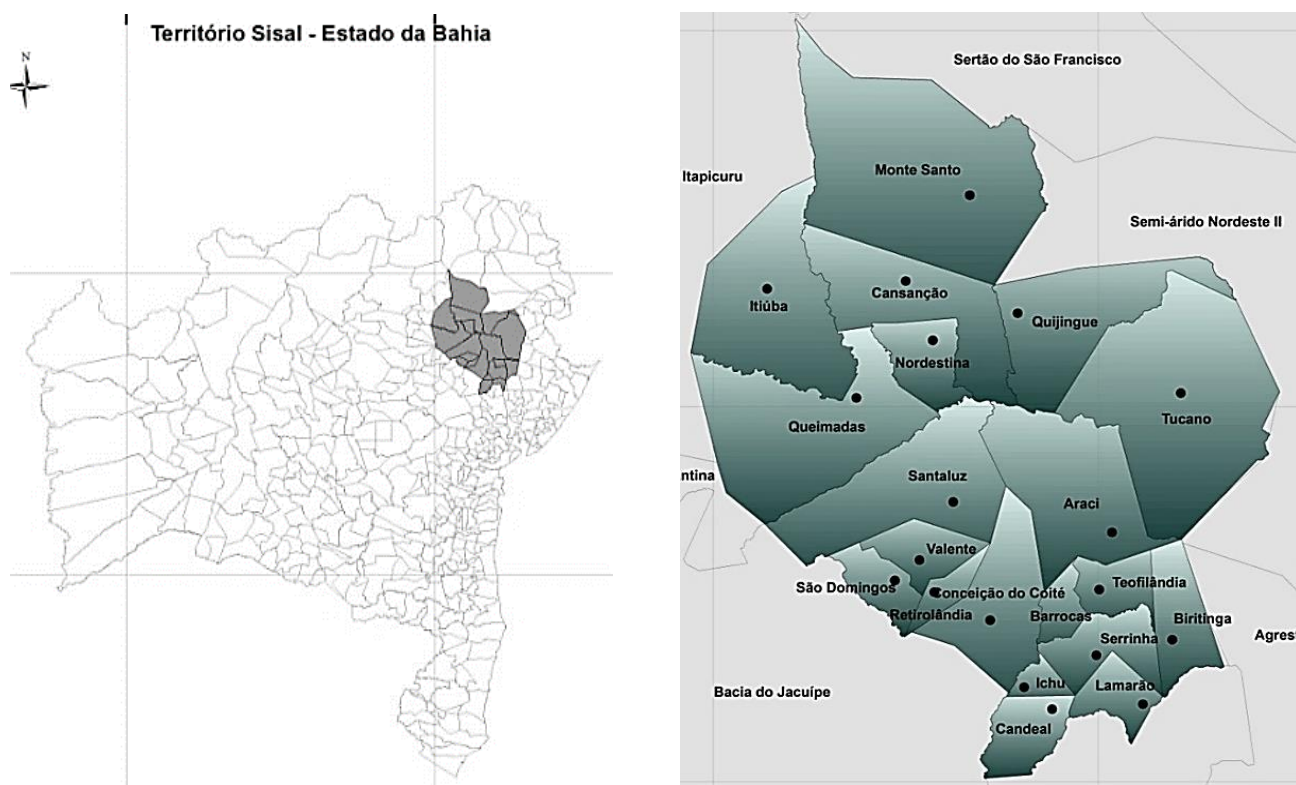 Território Sisal - Estado da Bahia
N
Sertão do São Francisco
Monte Santo
Itapicuru
Semi-árido Nordeste II
Cansanção
Itiúba
Quijingue
Nordestina
Tucano
Queimadas
Santaluz
ntina
Araci
Valente
Teofilândia
São Domingos
Conceição do Coité
Retirolândia
Barrocas
Biritinga
Serrinha
Agrest
Ichu
Lamarão
Bacia do Jacuípe
Candeal